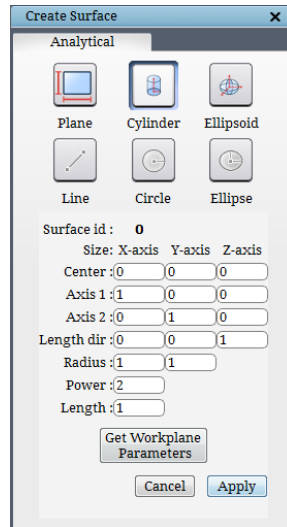 Create Surface x
Analytical
Plane Cylinder Ellipsoid
Line Circle Ellipse
Surface id : 0
Size: X-axis Y-axis Z-axis
Center : 0 0 0
Axis 1 : 1 0 0
Axis 2 : 0 1 0
Length dir : 0 0 1
Radius : 1 1
Power : 2
Length : 1
Get Workplane
Parameters
Cancel Apply